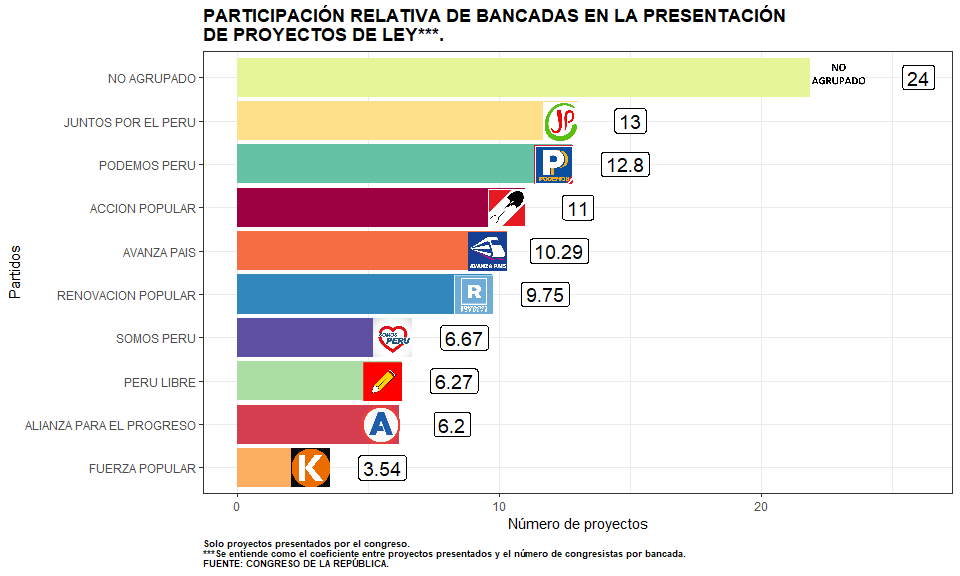 PARTICIPACIÓN RELATIVA DE BANCADAS EN LA PRESENTACIÓN
DE PROYECTOS DE LEY***.
Partidos
NO AGRUPADO
NO
AGRUPADO
24
JUNTOS POR EL PERU
JP
13
PODEMOS PERU
P
PODEMOS
12.8
ACCION POPULAR
11
AVANZA PAIS
AVANZA PAIS
10.29
RENOVACION POPULAR
R
9.75
SOMOS PERU
SOMOS
PERU
6.67
PERU LIBRE
6.27
ALIANZA PARA EL PROGRESO
A
6.2
FUERZA POPULAR
K
3.54
0
10
20
Número de proyectos
Solo proyectos presentados por el congreso.
***Se entiende como el coeficiente entre proyectos presentados y el número de congresistas por bancada.
FUENTE: CONGRESO DE LA REPÚBLICA.